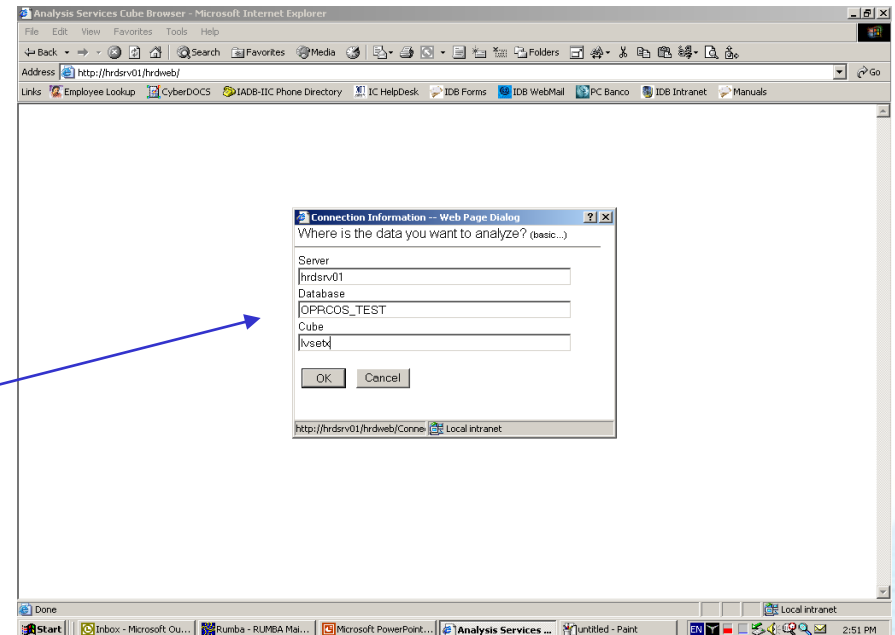 Analysis Services Cube Browser - Microsoft Internet Explorer
File Edit View Favorites Tools Help
Back Search Favorites Media Folders
Address http://hrdsrv01/hrdweb/ Go
Links Employee Lookup CyberDOCS IADB-IIC Phone Directory IC HelpDesk IDB Forms IDB WebMail PC Banco IDB Intranet Manuals
Connection Information -- Web Page Dialog
Where is the data you want to analyze? (basic...)
Server
hrdsrv01
Database
OPRCOS_TEST
Cube
lvsetx
OK Cancel
http://hrdsrv01/hrdweb/Conne Local intranet
Done Local intranet
Start Inbox - Microsoft Ou... Rumba - RUMBA Mai... Microsoft PowerPoint... Analysis Services ... untitled - Paint EN 2:51 PM